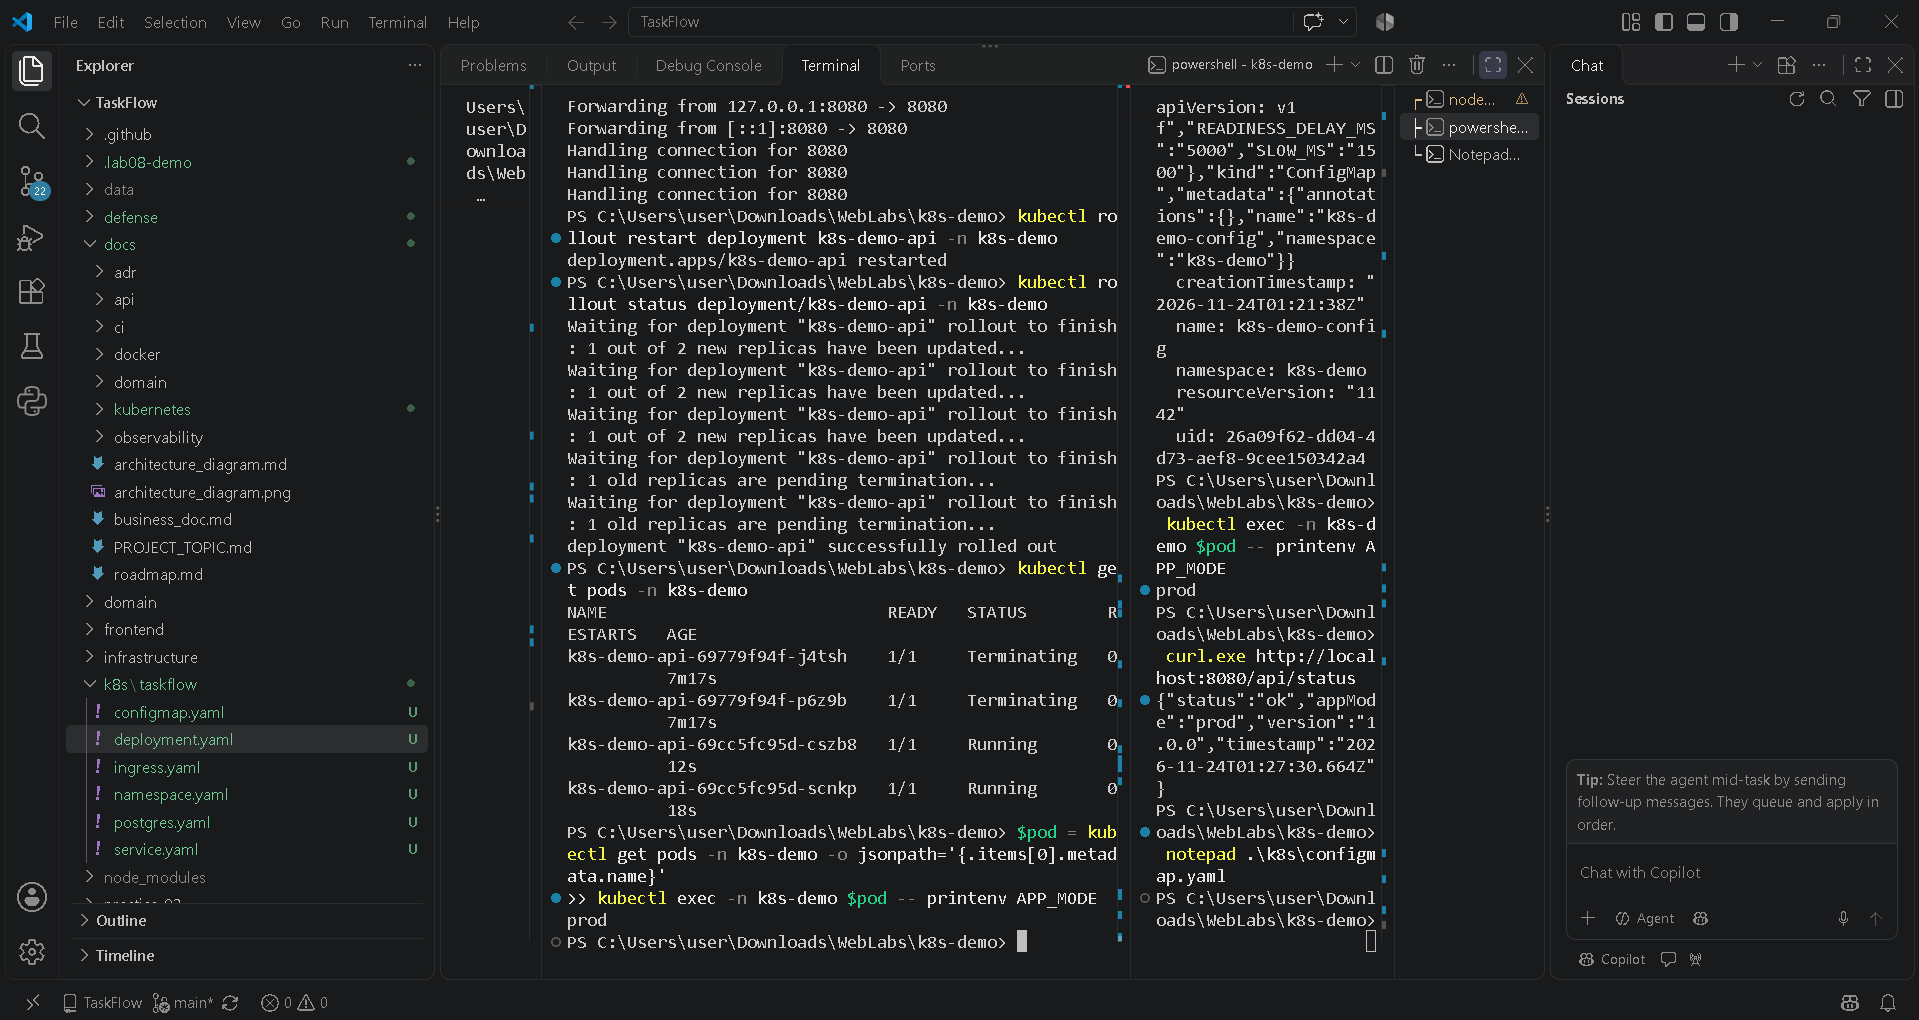 File Edit Selection View Go Run Terminal Help
TaskFlow
Explorer
TaskFlow
.github
.lab08-demo
data
defense
docs
adr
api
ci
docker
domain
kubernetes
observability
architecture_diagram.md
architecture_diagram.png
business_doc.md
PROJECT_TOPIC.md
roadmap.md
domain
frontend
infrastructure
k8s\taskflow
configmap.yaml U
deployment.yaml U
ingress.yaml U
namespace.yaml U
postgres.yaml U
service.yaml U
node_modules
Outline
Timeline
22
Problems Output Debug Console Terminal Ports
powershell - k8s-demo
Users\
user\D
ownloa
ds\Web
…
Forwarding from 127.0.0.1:8080 -> 8080
Forwarding from [::1]:8080 -> 8080
Handling connection for 8080
Handling connection for 8080
Handling connection for 8080
PS C:\Users\user\Downloads\WebLabs\k8s-demo> kubectl ro
llout restart deployment k8s-demo-api -n k8s-demo
deployment.apps/k8s-demo-api restarted
PS C:\Users\user\Downloads\WebLabs\k8s-demo> kubectl ro
llout status deployment/k8s-demo-api -n k8s-demo
Waiting for deployment "k8s-demo-api" rollout to finish
: 1 out of 2 new replicas have been updated...
Waiting for deployment "k8s-demo-api" rollout to finish
: 1 out of 2 new replicas have been updated...
Waiting for deployment "k8s-demo-api" rollout to finish
: 1 out of 2 new replicas have been updated...
Waiting for deployment "k8s-demo-api" rollout to finish
: 1 old replicas are pending termination...
Waiting for deployment "k8s-demo-api" rollout to finish
: 1 old replicas are pending termination...
deployment "k8s-demo-api" successfully rolled out
PS C:\Users\user\Downloads\WebLabs\k8s-demo> kubectl ge
t pods -n k8s-demo
NAME READY STATUS R
ESTARTS AGE
k8s-demo-api-69779f94f-j4tsh 1/1 Terminating 0
7m17s
k8s-demo-api-69779f94f-p6z9b 1/1 Terminating 0
7m17s
k8s-demo-api-69cc5fc95d-cszb8 1/1 Running 0
12s
k8s-demo-api-69cc5fc95d-scnkp 1/1 Running 0
18s
PS C:\Users\user\Downloads\WebLabs\k8s-demo> $pod = kub
ectl get pods -n k8s-demo -o jsonpath='{.items[0].metad
ata.name}'
>> kubectl exec -n k8s-demo $pod -- printenv APP_MODE
prod
PS C:\Users\user\Downloads\WebLabs\k8s-demo>
apiVersion: v1
f","READINESS_DELAY_MS
":"5000","SLOW_MS":"15
00"},"kind":"ConfigMap
","metadata":{"annotat
ions":{},"name":"k8s-d
emo-config","namespace
":"k8s-demo"}}
creationTimestamp: "
2026-11-24T01:21:38Z"
name: k8s-demo-confi
g
namespace: k8s-demo
resourceVersion: "11
42"
uid: 26a09f62-dd04-4
d73-aef8-9cee150342a4
PS C:\Users\user\Downl
oads\WebLabs\k8s-demo>
kubectl exec -n k8s-d
emo $pod -- printenv A
PP_MODE
prod
PS C:\Users\user\Downl
oads\WebLabs\k8s-demo>
curl.exe http://local
host:8080/api/status
{"status":"ok","appMod
e":"prod","version":"1
.0.0","timestamp":"202
6-11-24T01:27:30.664Z"
}
PS C:\Users\user\Downl
oads\WebLabs\k8s-demo>
notepad .\k8s\configm
ap.yaml
PS C:\Users\user\Downl
oads\WebLabs\k8s-demo>
node...
powershe...
Notepad...
Chat
Sessions
Tip: Steer the agent mid-task by sending
follow-up messages. They queue and apply in
order.
Chat with Copilot
Agent
Copilot
TaskFlow main* 0 0